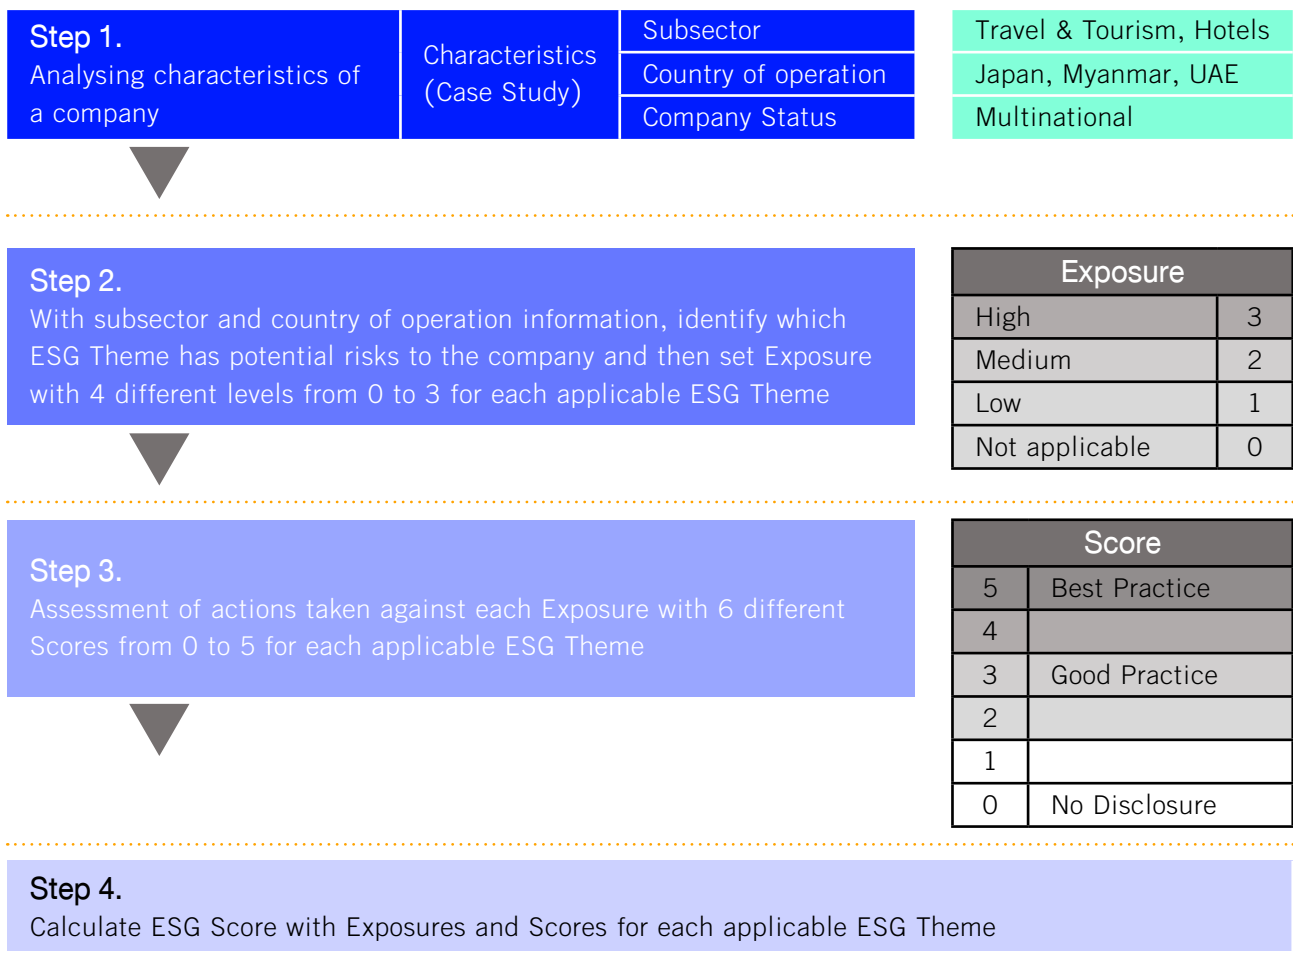 Step 1.
Analysing characteristics of
a company
Characteristics
(Case Study)
Subsector
Country of operation
Company Status
Travel & Tourism, Hotels
Japan, Myanmar, UAE
Multinational
Step 2.
With subsector and country of operation information, identify which
ESG Theme has potential risks to the company and then set Exposure
with 4 different levels from 0 to 3 for each applicable ESG Theme
Exposure
High 3
Medium 2
Low 1
Not applicable 0
Step 3.
Assessment of actions taken against each Exposure with 6 different
Scores from 0 to 5 for each applicable ESG Theme
Score
5 Best Practice
4
3 Good Practice
2
1
0 No Disclosure
Step 4.
Calculate ESG Score with Exposures and Scores for each applicable ESG Theme